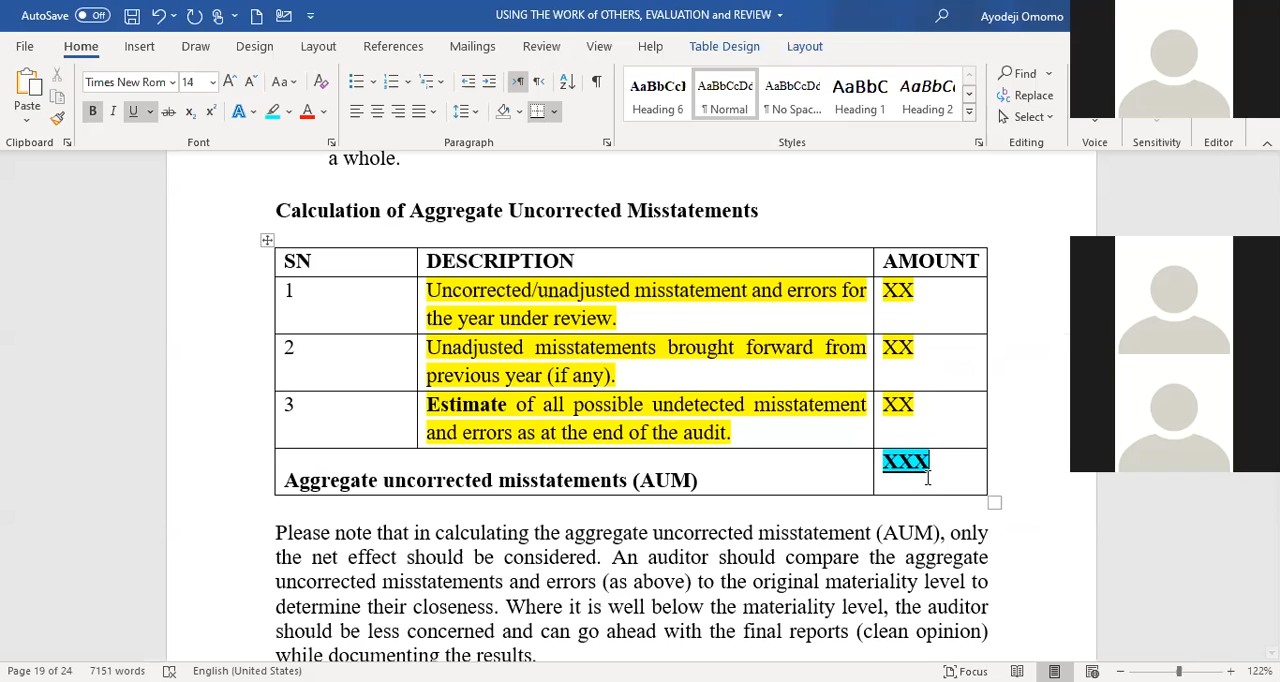 AutoSave Off USING THE WORK of OTHERS, EVALUATION and REVIEW Ayodeji Omomo
File Home Insert Draw Design Layout References Mailings Review View Help Table Design Layout
Paste Times New Rom 14 Aa
AaBbCcI AaBbCcDd AaBbCcDd AaBbC AaBbC
Heading 6 ¶ Normal ¶ No Spac... Heading 1 Heading 2
Find
Replace
Select
Clipboard Font Paragraph Styles Editing Voice Sensitivity Editor
a whole.
Calculation of Aggregate Uncorrected Misstatements
SN DESCRIPTION AMOUNT
1 Uncorrected/unadjusted misstatement and errors for XX
the year under review.
2 Unadjusted misstatements brought forward from XX
previous year (if any).
3 Estimate of all possible undetected misstatement XX
and errors as at the end of the audit.
XXX
Aggregate uncorrected misstatements (AUM)
Please note that in calculating the aggregate uncorrected misstatement (AUM), only
the net effect should be considered. An auditor should compare the aggregate
uncorrected misstatements and errors (as above) to the original materiality level to
determine their closeness. Where it is well below the materiality level, the auditor
should be less concerned and can go ahead with the final reports (clean opinion)
while documenting the results.
Page 19 of 24 7151 words English (United States) Focus 122%